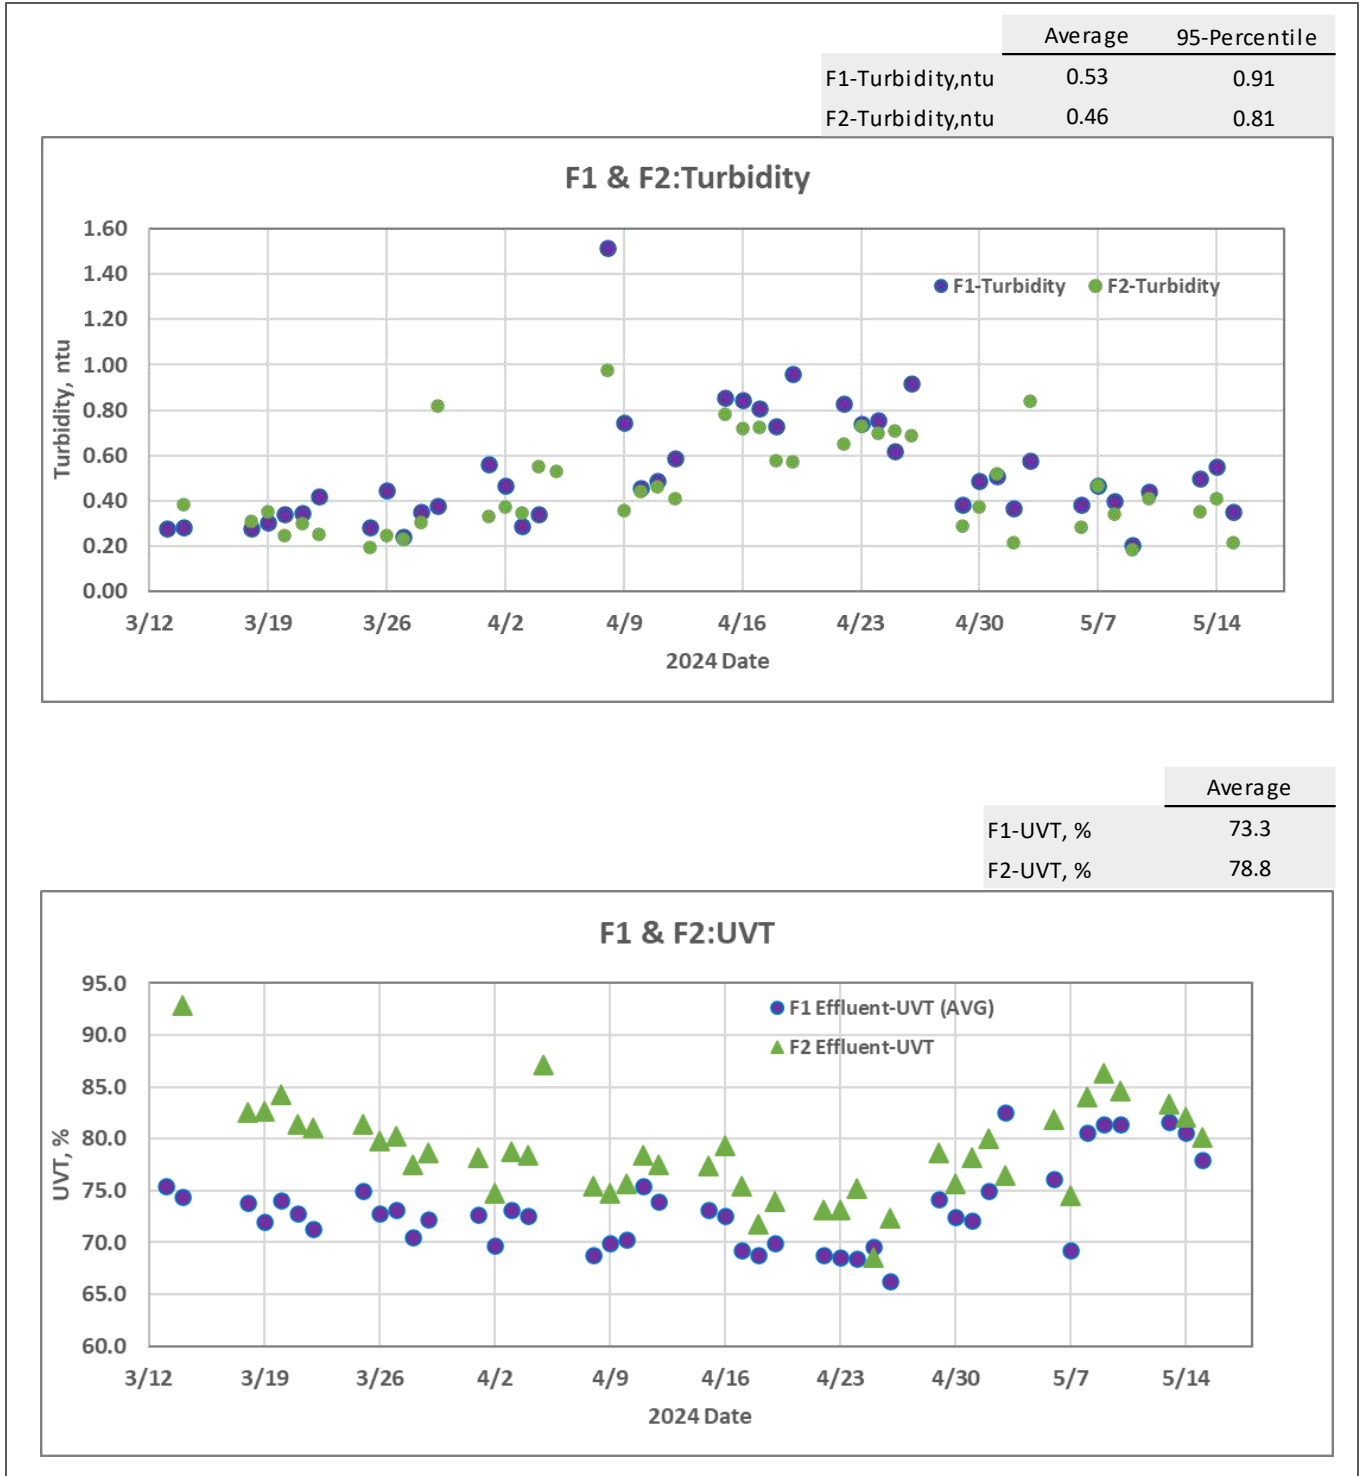 Average 95-Percentile
F1-Turbidity,ntu 0.53 0.91
F2-Turbidity,ntu 0.46 0.81
F1 & F2:Turbidity
1.60
1.40
1.20
1.00
0.80
0.60
0.40
0.20
0.00
Turbidity, ntu
F1-Turbidity F2-Turbidity
3/12 3/19 3/26 4/2 4/9 4/16 4/23 4/30 5/7 5/14
2024 Date
Average
F1-UVT, % 73.3
F2-UVT, % 78.8
F1 & F2:UVT
95.0
90.0
85.0
80.0
75.0
70.0
65.0
60.0
UVT, %
F1 Effluent-UVT (AVG)
F2 Effluent-UVT
3/12 3/19 3/26 4/2 4/9 4/16 4/23 4/30 5/7 5/14
2024 Date